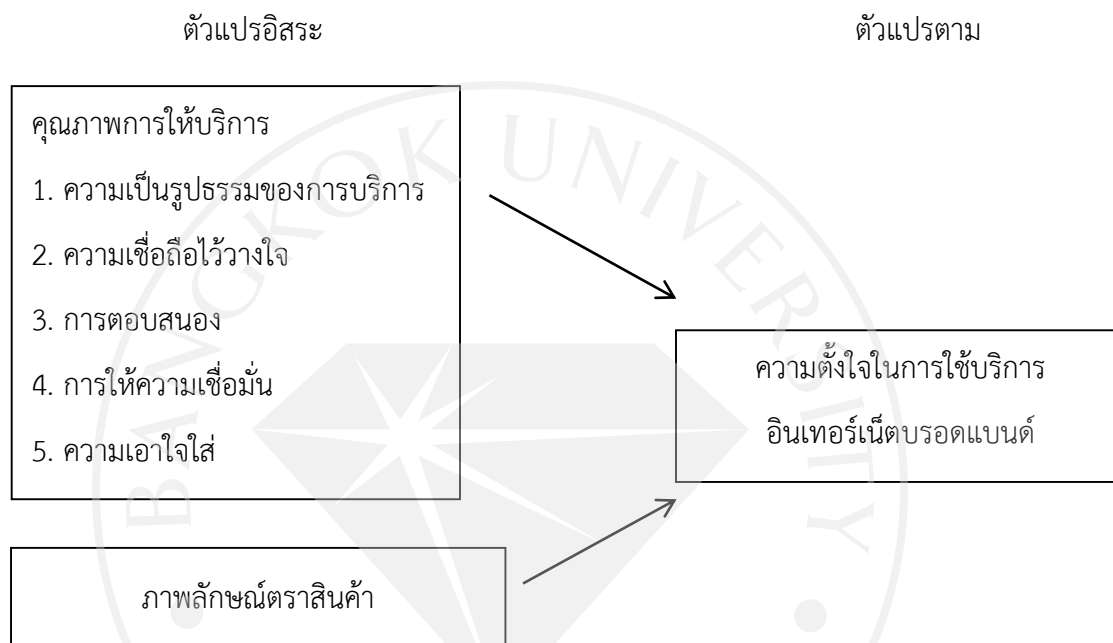 ตัวแปรอิสระ
ตัวแปรตาม
คุณภาพการให้บริการ
1. ความเป็นรูปธรรมของการบริการ
2. ความเชื่อถือไว้วางใจ
3. การตอบสนอง
4. การให้ความเชื่อมั่น
5. ความเอาใจใส่
ความตั้งใจในการใช้บริการ
อินเทอร์เน็ตบรอดแบนด์
ภาพลักษณ์ตราสินค้า
BANGKOK UNIVERSITY